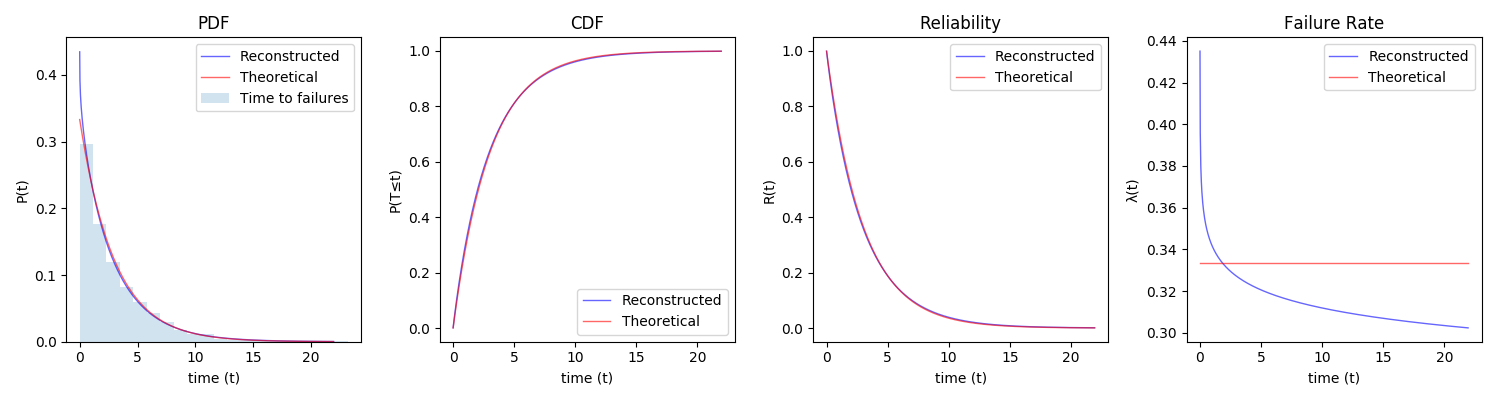 PDF
P(t)
0.4
0.3
0.2
0.1
0.0
0
5
10
15
20
time (t)
Reconstructed
Theoretical
Time to failures
CDF
P(T≤t)
1.0
0.8
0.6
0.4
0.2
0.0
0
5
10
15
20
time (t)
Reconstructed
Theoretical
Reliability
R(t)
1.0
0.8
0.6
0.4
0.2
0.0
0
5
10
15
20
time (t)
Reconstructed
Theoretical
Failure Rate
λ(t)
0.44
0.42
0.40
0.38
0.36
0.34
0.32
0.30
0
5
10
15
20
time (t)
Reconstructed
Theoretical